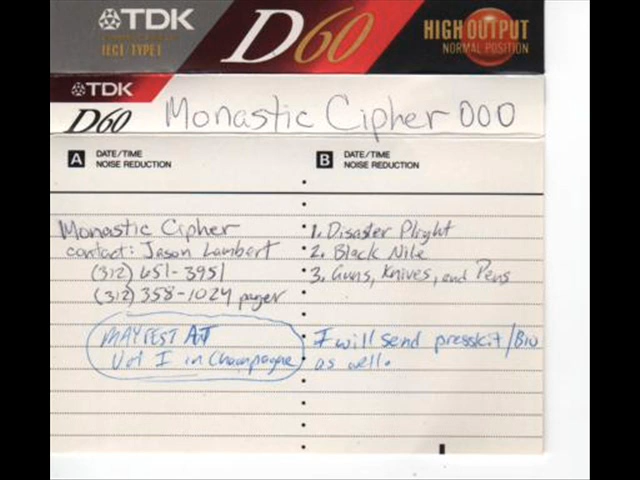 TDK
IECI/TYPE I
D60
HIGH OUTPUT
NORMAL POSITION
TDK
D60
Monastic Cipher 000
A DATE/TIME
NOISE REDUCTION
B DATE/TIME
NOISE REDUCTION
Monastic Cipher
contact: Jason Lambert
(312) 651-3951
(312) 358-1024 pager
1. Disaster Plight
2. Black Nile
3. Guns, Knives, and Pens
MAYFEST AT
Vol I in Champagne
I will send presskit/Bio
as well.